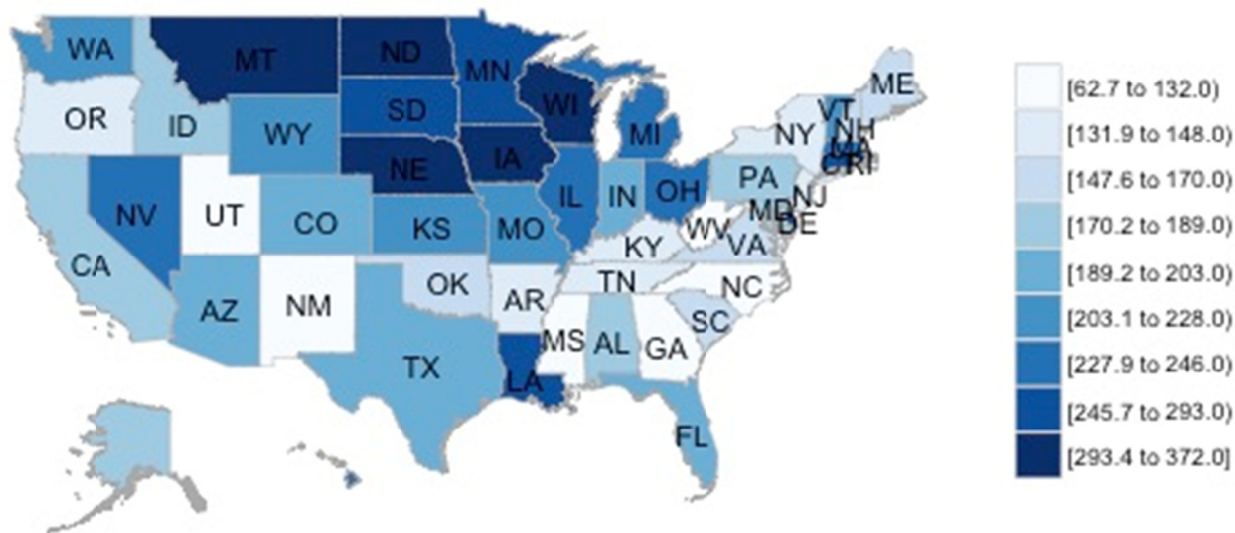 WA
MT
ND
MN
ME
OR
ID
SD
WI
VT
NH
WY
MI
NY
MA
NE
IA
CT
RI
NV
UT
CO
KS
MO
IL
IN
OH
PA
NJ
MD
DE
WV
VA
KY
CA
AZ
NM
OK
AR
TN
NC
SC
MS
AL
GA
TX
LA
FL
[62.7 to 132.0)
[131.9 to 148.0)
[147.6 to 170.0)
[170.2 to 189.0)
[189.2 to 203.0)
[203.1 to 228.0)
[227.9 to 246.0)
[245.7 to 293.0)
[293.4 to 372.0]